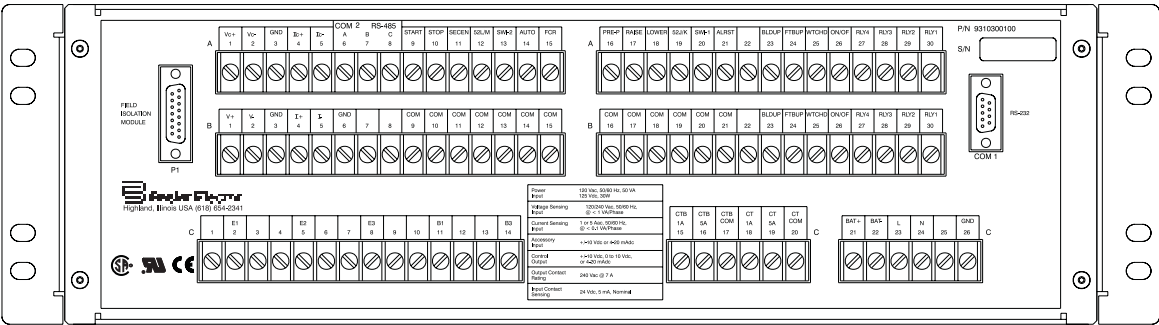 COM 2 RS-485
Vc+ Vc- GND Ic+ Ic- A B C START STOP SECEN 52L/M SWI-2 AUTO FCR
A 1 2 3 4 5 6 7 8 9 10 11 12 13 14 15
PRE-P RAISE LOWER 52J/K SWI-1 ALRST BLDUP FTBUP WTCHD ON/OF RLY4 RLY3 RLY2 RLY1
A 16 17 18 19 20 21 22 23 24 25 26 27 28 29 30
P/N 9310300100
S/N
FIELD
ISOLATION
MODULE
P1
V+ V- GND I+ I- GND COM COM COM COM COM COM COM
B 1 2 3 4 5 6 7 8 9 10 11 12 13 14 15
COM COM COM COM COM COM BLDUP FTBUP WTCHD ON/OF RLY4 RLY3 RLY2 RLY1
B 16 17 18 19 20 21 22 23 24 25 26 27 28 29 30
RS-232
COM 1
Basler Electric
Highland, Illinois USA (618) 654-2341
E1 E2 E3 B1 B3
C 1 2 3 4 5 6 7 8 9 10 11 12 13 14
SA UR CE
Power Input 120 Vac, 50/60 Hz, 50 VA
125 Vdc, 30W
Voltage Sensing Input 120/240 Vac, 50/60 Hz,
@ < 1 VA/Phase
Current Sensing Input 1 or 5 Aac, 50/60 Hz,
@ < 0.1 VA/Phase
Accessory Input +/-10 Vdc or 4-20 mAdc
Control Output +/-10 Vdc, 0 to 10 Vdc,
or 4-20 mAdc
Output Contact Rating 240 Vac @ 7 A
Input Contact Sensing 24 Vdc, 5 mA, Nominal
CTB CTB CTB CT CT CT
1A 5A COM 1A 5A COM
15 16 17 18 19 20 C
BAT+ BAT- L N GND
21 22 23 24 25 26 C